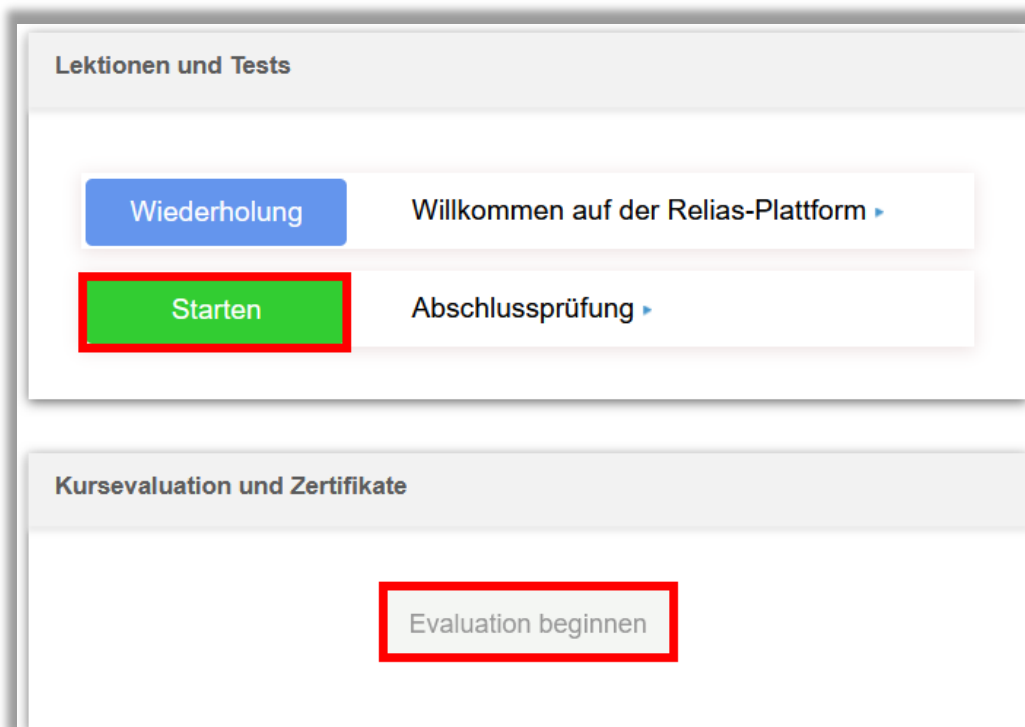 Lektionen und Tests
Wiederholung Willkommen auf der Relias-Plattform
Starten Abschlussprüfung
Kursevaluation und Zertifikate
Evaluation beginnen